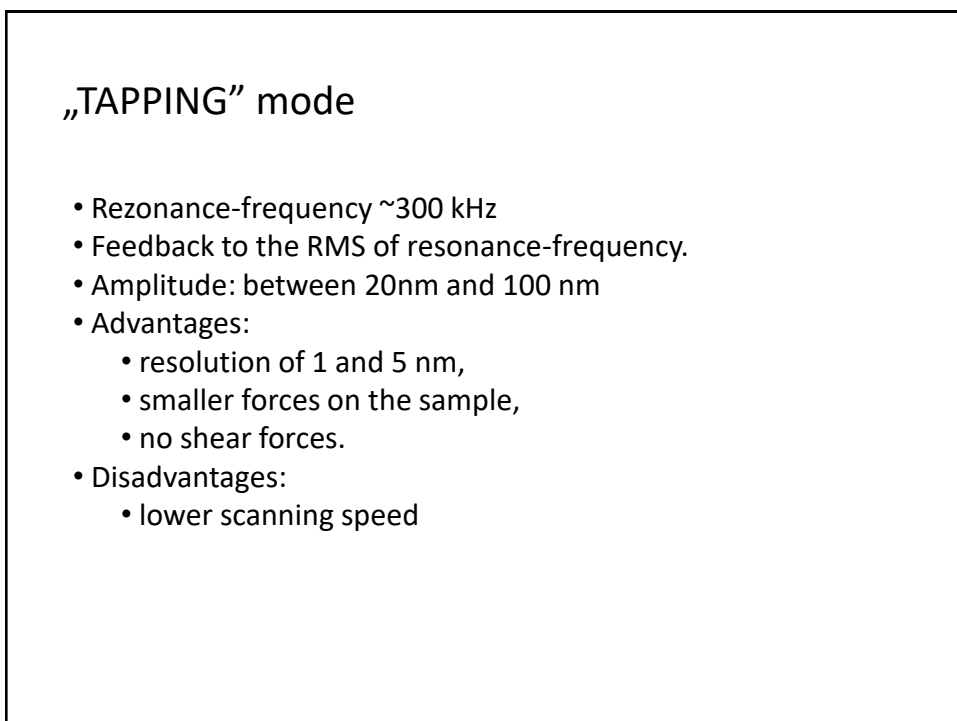 „TAPPING” mode
• Rezonance-frequency ~300 kHz
• Feedback to the RMS of resonance-frequency.
• Amplitude: between 20nm and 100 nm
• Advantages:
• resolution of 1 and 5 nm,
• smaller forces on the sample,
• no shear forces.
• Disadvantages:
• lower scanning speed